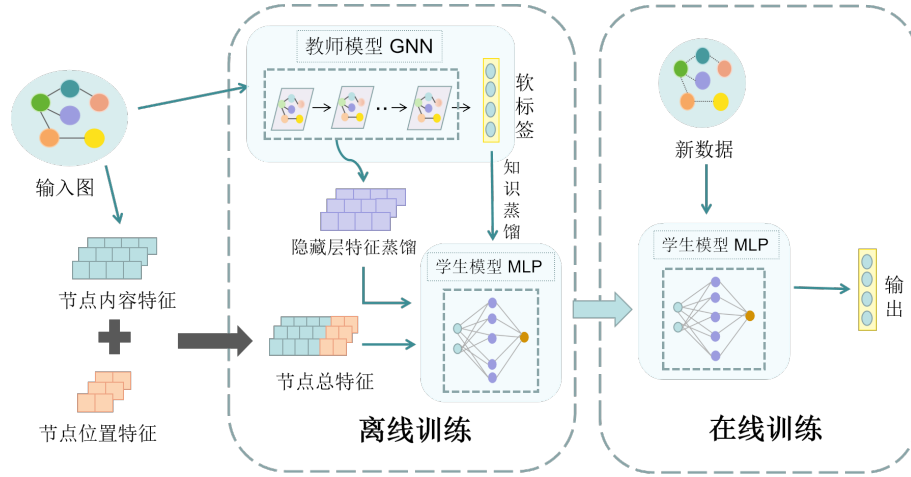 输入图
节点内容特征
节点位置特征
教师模型 GNN
软标签
知识蒸馏
隐藏层特征蒸馏
节点总特征
学生模型 MLP
离线训练
新数据
学生模型 MLP
输出
在线训练